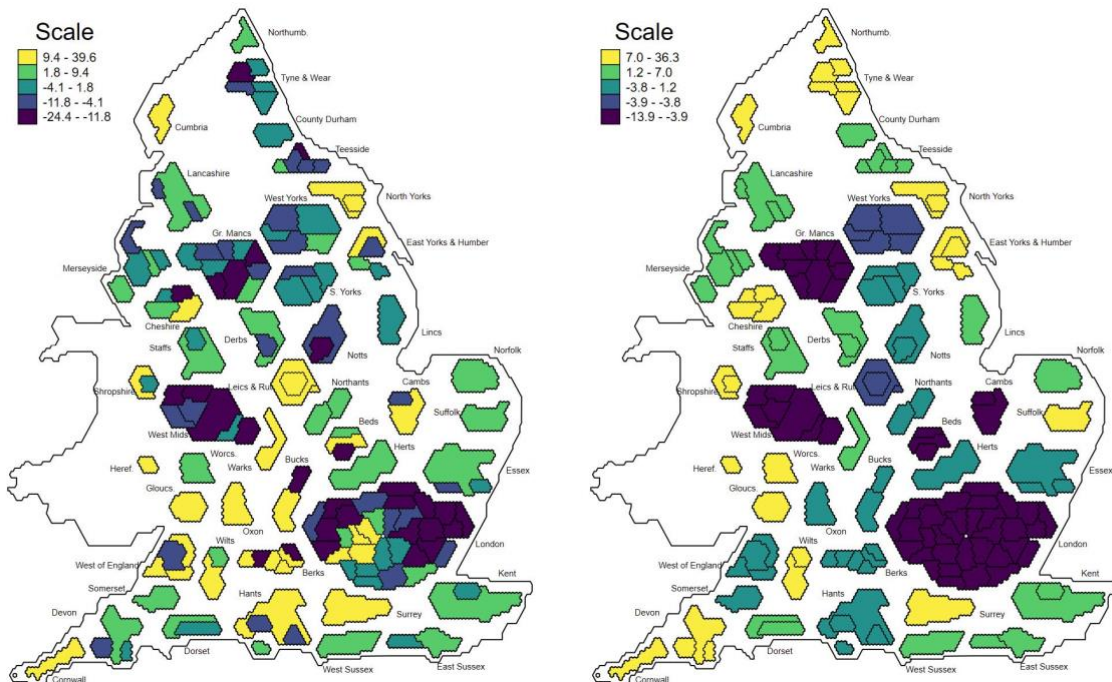 Scale
9.4 - 39.6
1.8 - 9.4
-4.1 - 1.8
-11.8 - -4.1
-24.4 - -11.8
Northumb.
Tyne & Wear
Cumbria
County Durham
Teesside
Lancashire
North Yorks
West Yorks
Gr. Mancs
East Yorks & Humber
Merseyside
S. Yorks
Cheshire
Lincs
Staffs
Derbs
Notts
Norfolk
Shropshire
Leics & Rut
Northants
Cambs
Suffolk
West Mids
Beds
Worcs.
Warks
Herts
Heref.
Bucks
Essex
Gloucs
Oxon
Wilts
London
West of England
Berks
Kent
Somerset
Hants
Devon
Surrey
Dorset
West Sussex
East Sussex
Cornwall
Scale
7.0 - 36.3
1.2 - 7.0
-3.8 - 1.2
-3.9 - -3.8
-13.9 - -3.9
Northumb.
Tyne & Wear
Cumbria
County Durham
Teesside
Lancashire
North Yorks
West Yorks
Gr. Mancs
East Yorks & Humber
Merseyside
S. Yorks
Cheshire
Lincs
Staffs
Derbs
Notts
Norfolk
Shropshire
Leics & Rut
Northants
Cambs
Suffolk
West Mids
Beds
Worcs.
Warks
Herts
Heref.
Bucks
Essex
Gloucs
Oxon
Wilts
London
West of England
Berks
Kent
Somerset
Hants
Devon
Surrey
Dorset
West Sussex
East Sussex
Cornwall